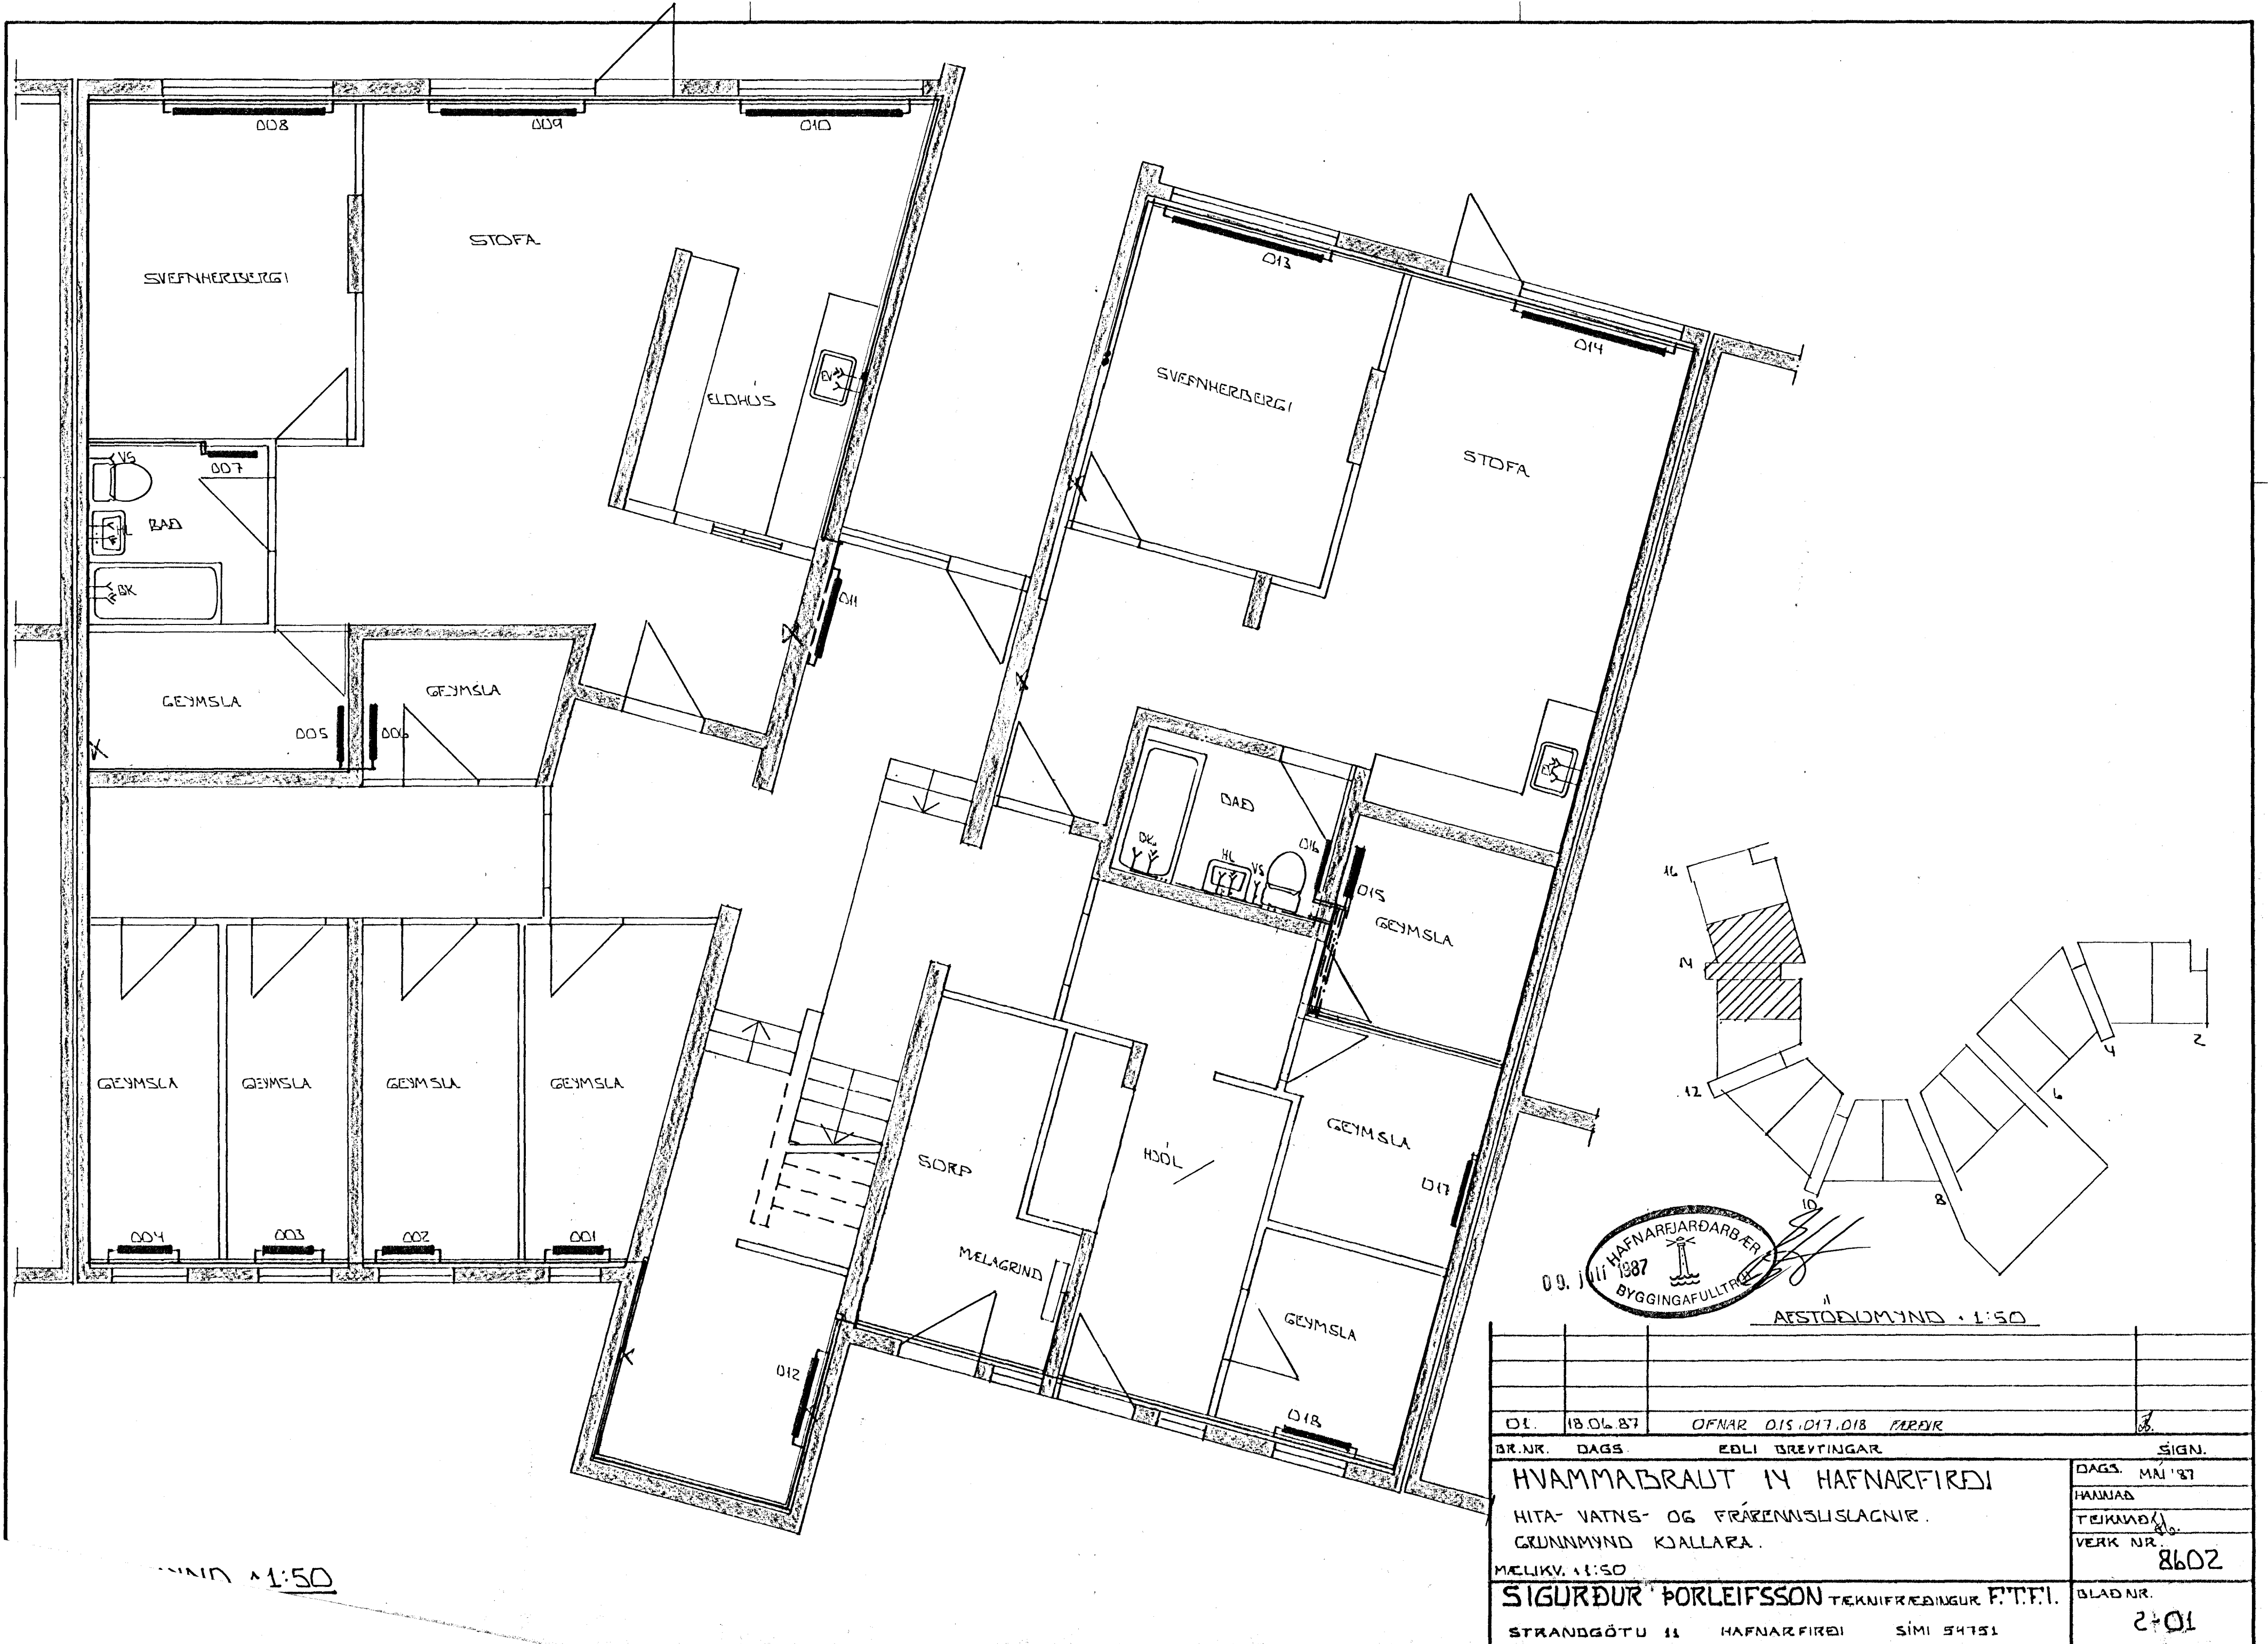 008
009
010
013
014
STOFA
SVEFNHERBERGI
ELDHÚS
EV
SVEFNHERBERGI
STOFA
007
VS
BAÐ
HL
BK
011
GEYMSLA
GEYMSLA
005
006
BAÐ
BK
HL
VS
016
015
EV
GEYMSLA
GEYMSLA
GEYMSLA
GEYMSLA
GEYMSLA
GEYMSLA
SORP
HJÓL
017
MÆLAGRIND
GEYMSLA
004
003
002
001
012
018
16
14
12
10
8
6
4
2
HAFNARFJARÐARBÆR
09. júlí 1987
BYGGINGAFULLTRÚI
AFSTÖÐUMYND · 1:50
01. 18.06.87 OFNAR 015, 017, 018 FÆRÐIR
BR.NR. DAGS. EÐLI BREYTINGAR SIGN.
HVAMMABRAUT 14 HAFNARFIRÐI
HITA- VATNS- OG FRÁRENNSLISLAGNIR.
GRUNNMYND KJALLARA.
MÆLIKV. 1:50
DAGS. MAÍ '87
HANNAÐ
TEIKNAÐ
VERK NR.
8602
SIGURÐUR ÞORLEIFSSON TÆKNIFRÆÐINGUR F.T.F.I.
STRANDGÖTU 11 HAFNARFIRÐI SÍMI 54751
BLAÐ NR.
2-01
1:50